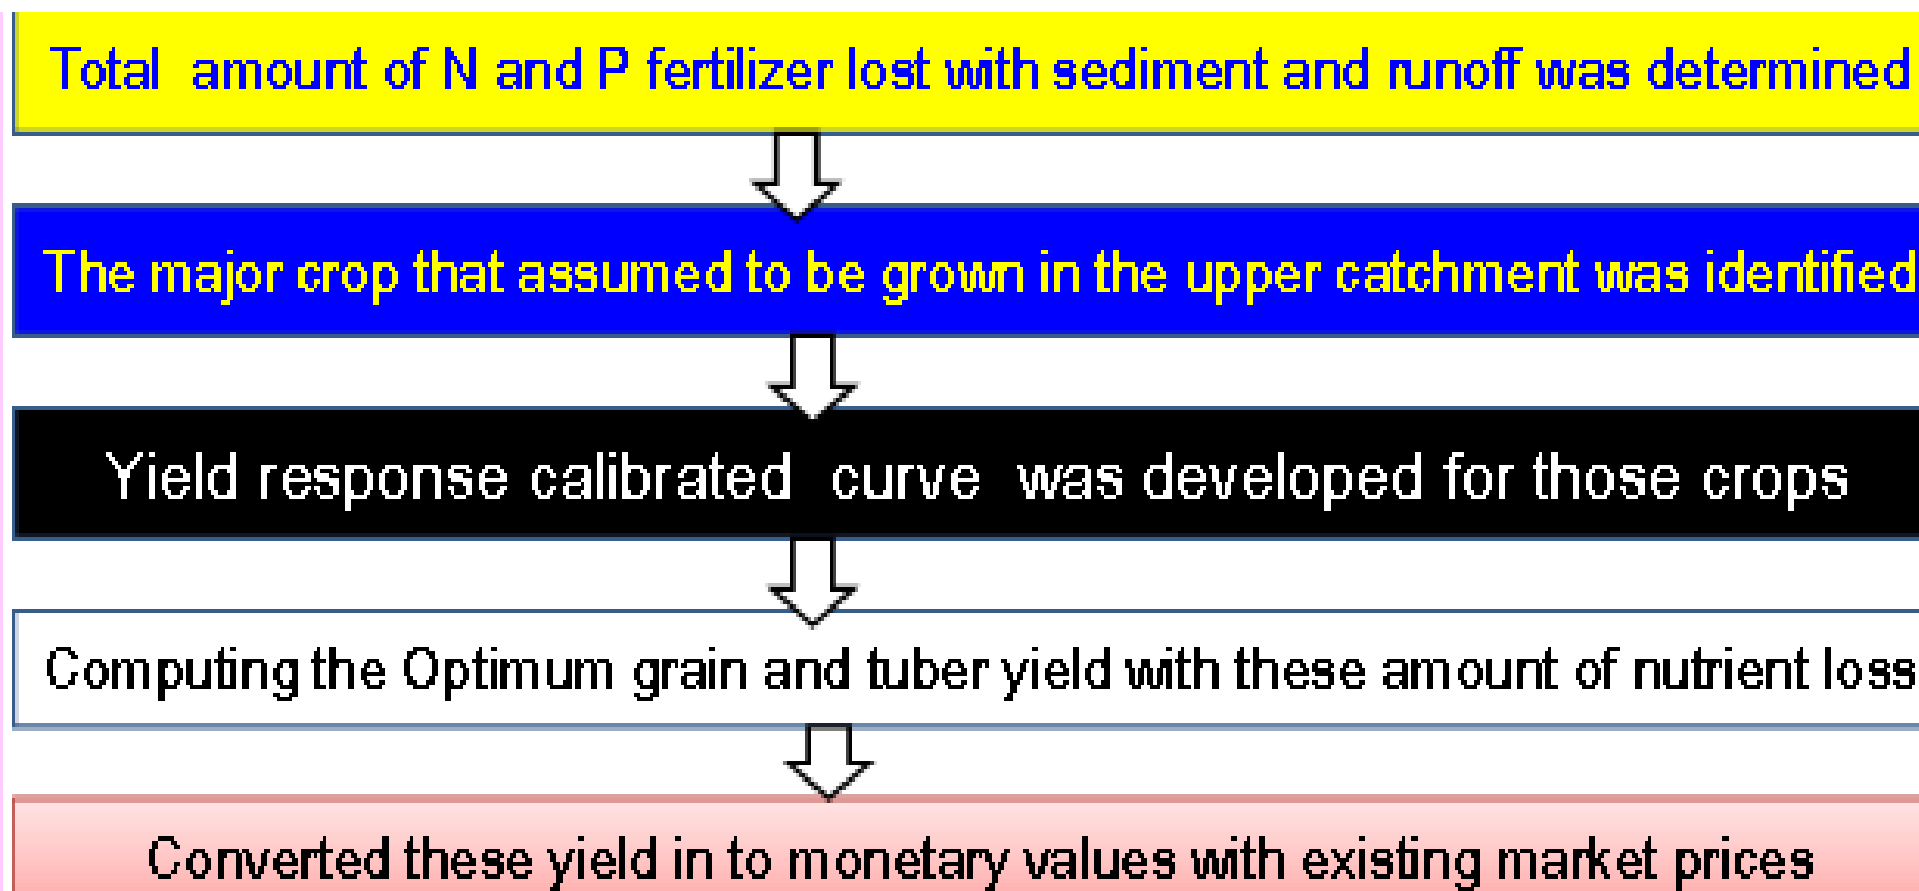 Total amount of N and P fertilizer lost with sediment and runoff was determined
The major crop that assumed to be grown in the upper catchment was identified
Yield response calibrated curve was developed for those crops
Computing the Optimum grain and tuber yield with these amount of nutrient loss
Converted these yield in to monetary values with existing market prices